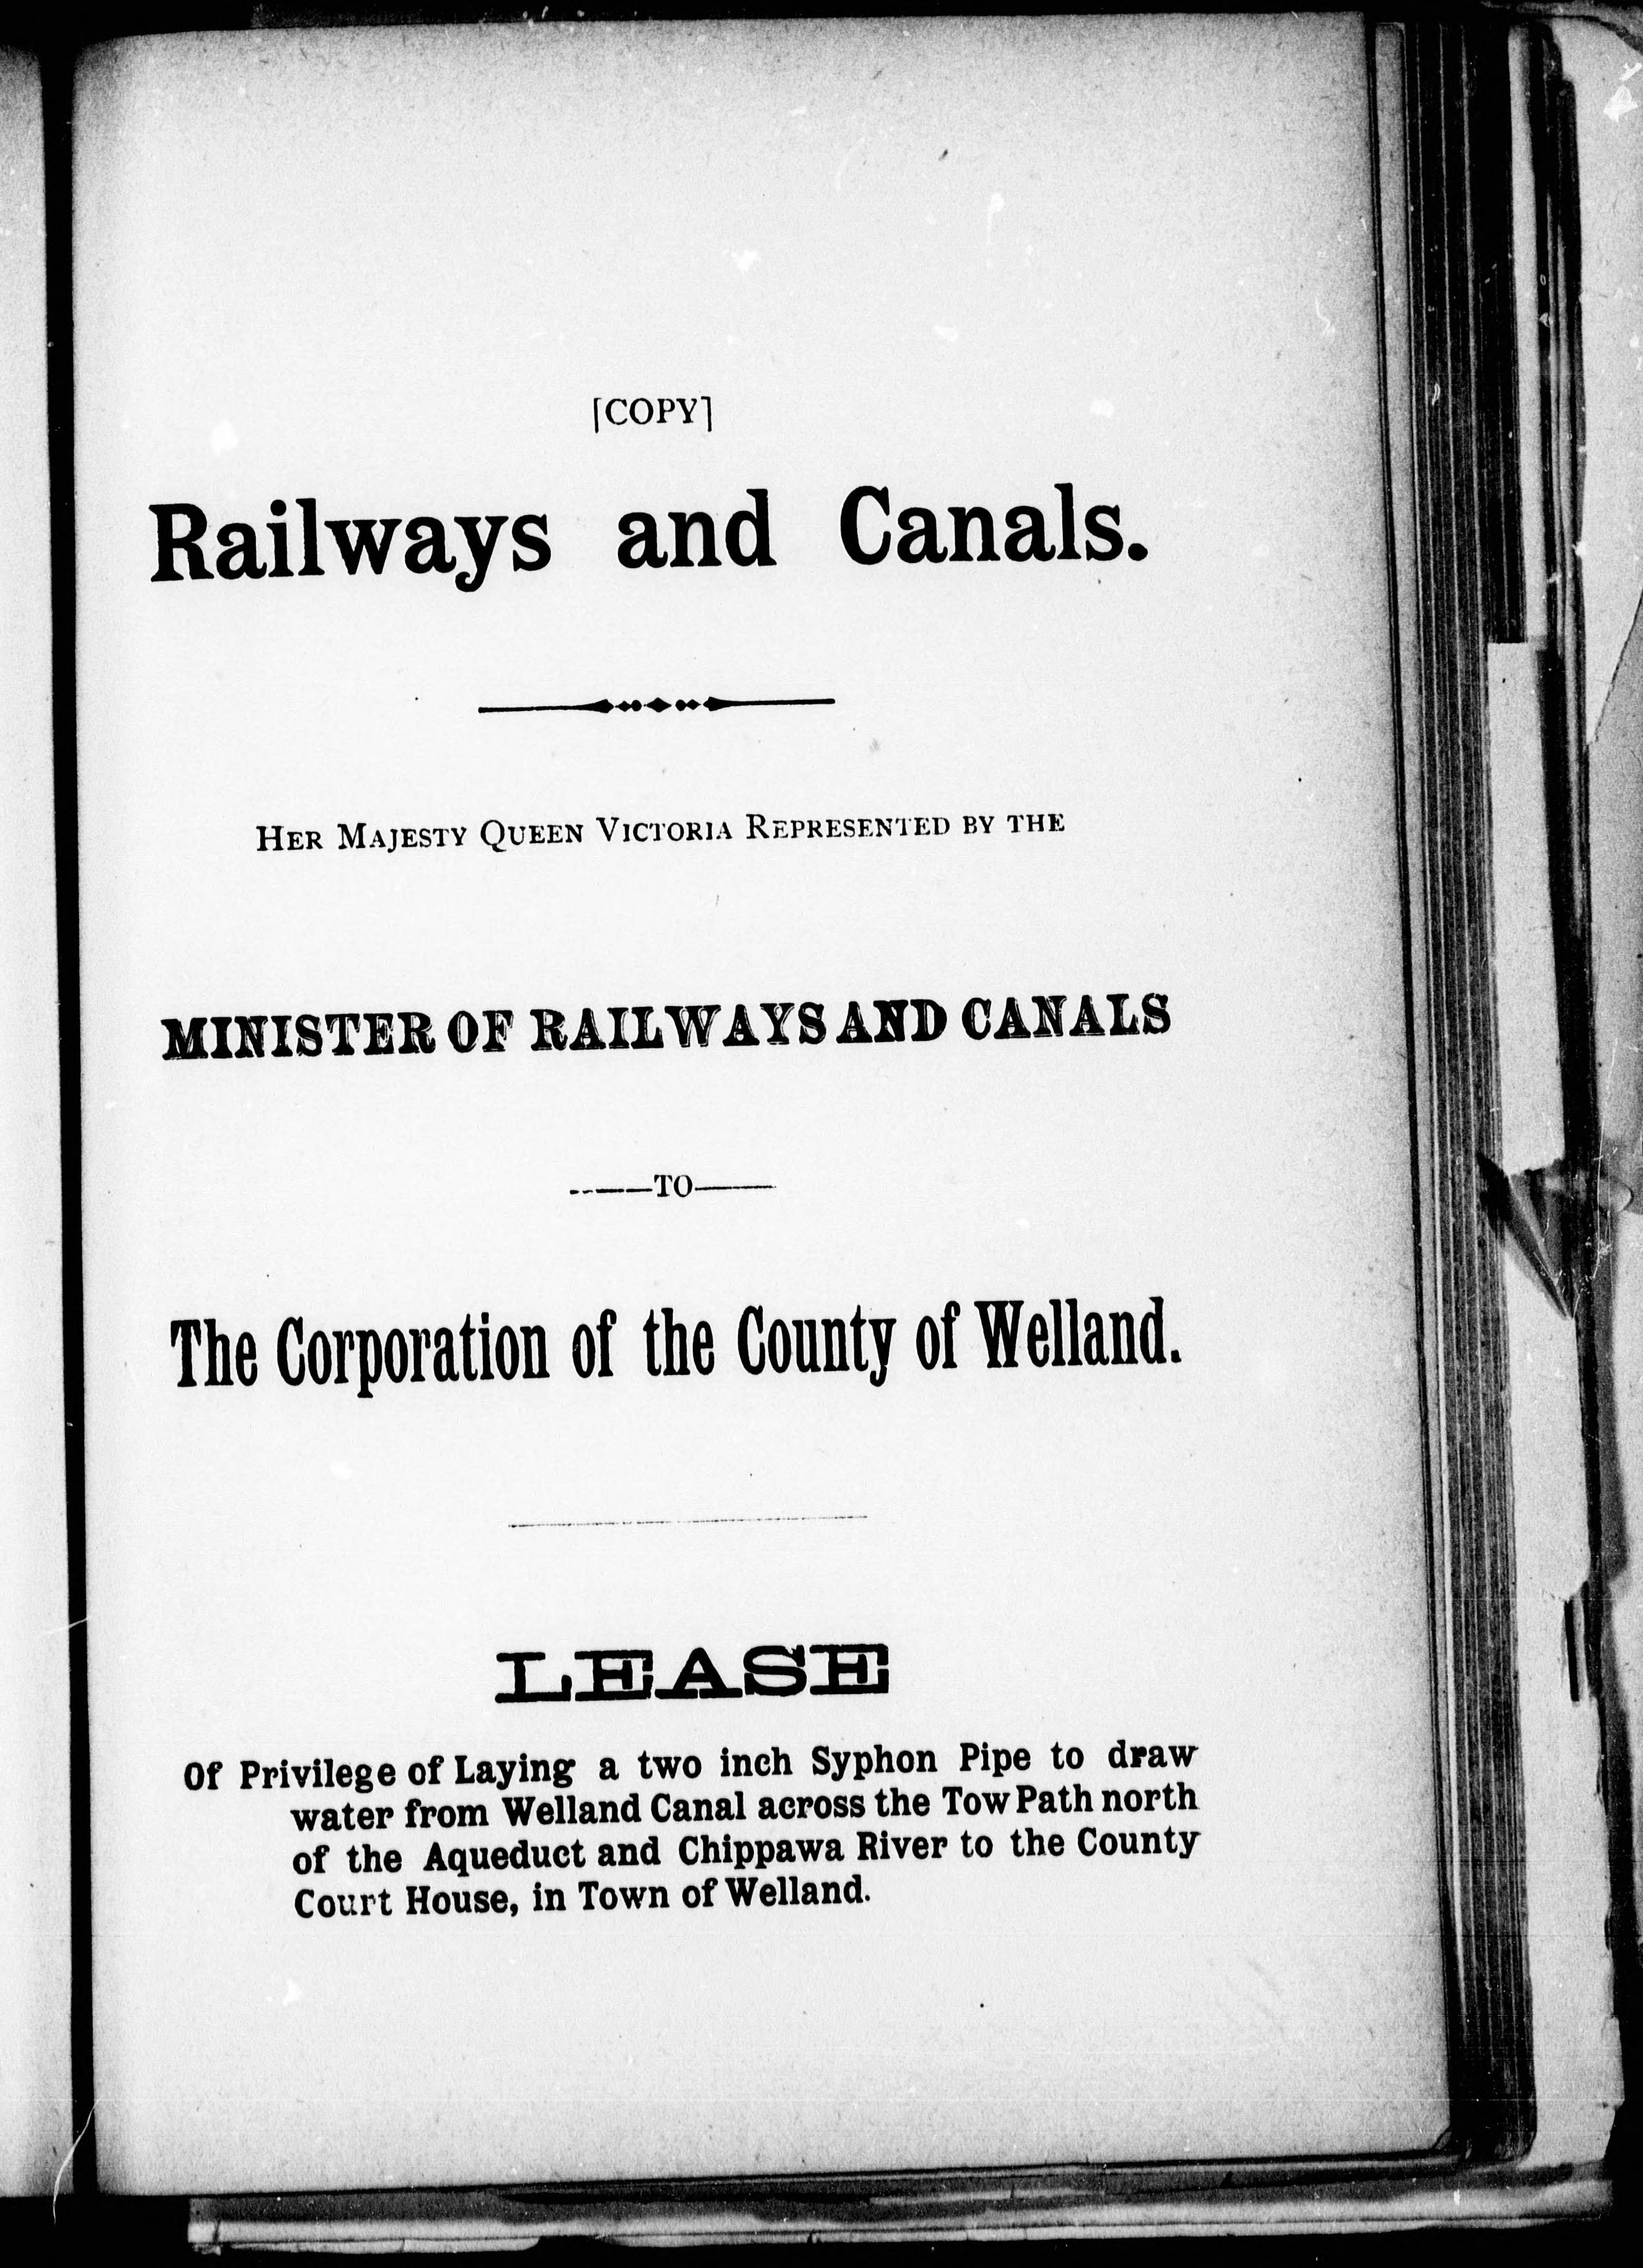 [COPY]
Railways and Canals.
HER MAJESTY QUEEN VICTORIA REPRESENTED BY THE
MINISTER OF RAILWAYS AND CANALS
----TO----
The Corporation of the County of Welland.
LEASE
Of Privilege of Laying a two inch Syphon Pipe to draw
water from Welland Canal across the Tow Path north
of the Aqueduct and Chippawa River to the County
Court House, in Town of Welland.